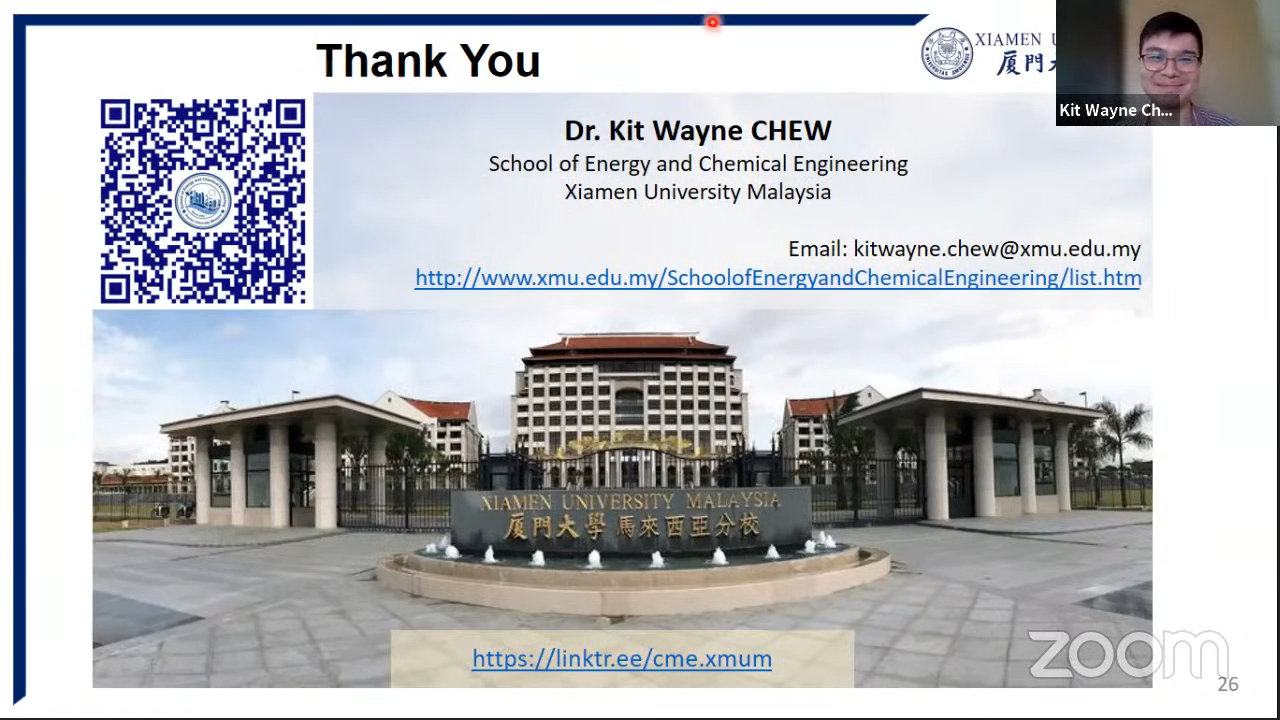 Thank You
XIAMEN U
厦門大
Kit Wayne Ch...
Dr. Kit Wayne CHEW
School of Energy and Chemical Engineering
Xiamen University Malaysia
Email: kitwayne.chew@xmu.edu.my
http://www.xmu.edu.my/SchoolofEnergyandChemicalEngineering/list.htm
XIAMEN UNIVERSITY MALAYSIA
厦門大學 馬來西亞分校
https://linktr.ee/cme.xmum
zoom
26